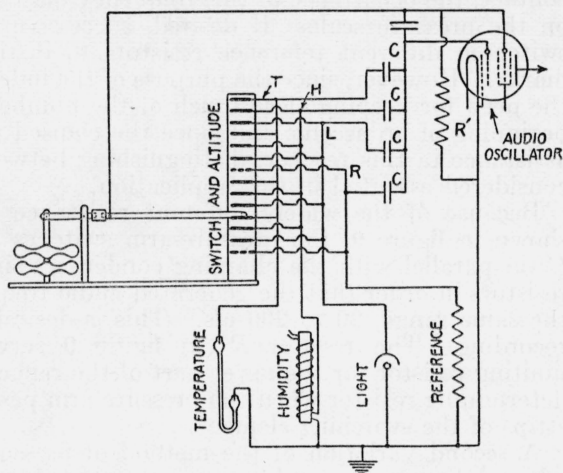 T
H
C
C
C
C
L
R
R
AUDIO
OSCILLATOR
SWITCH AND ALTITUDE
TEMPERATURE
HUMIDITY
LIGHT
REFERENCE